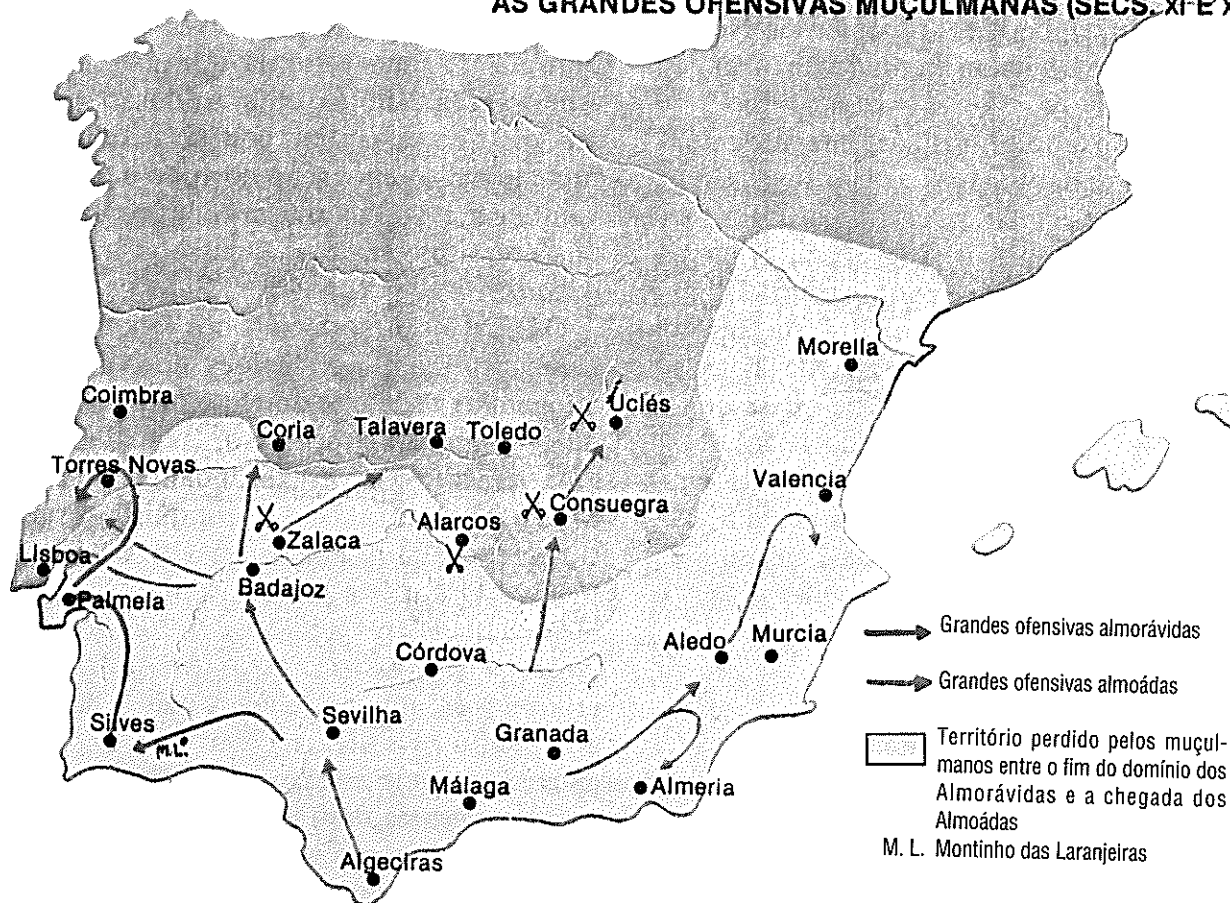 AS GRANDES OFENSIVAS MUÇULMANAS (SECS. XI E X
Morella
Coimbra
Coria
Talavera
Toledo
Uclés
Torres Novas
Valencia
Consuegra
Alarcos
Zalaca
Lisboa
Badajoz
Palmela
Aledo
Murcia
Grandes ofensivas almorávidas
Córdova
Grandes ofensivas almoádas
Silves
M.L.
Sevilha
Granada
Território perdido pelos muçul-
manos entre o fim do domínio dos
Almorávidas e a chegada dos
Almoádas
Málaga
Almeria
M. L. Montinho das Laranjeiras
Algeciras